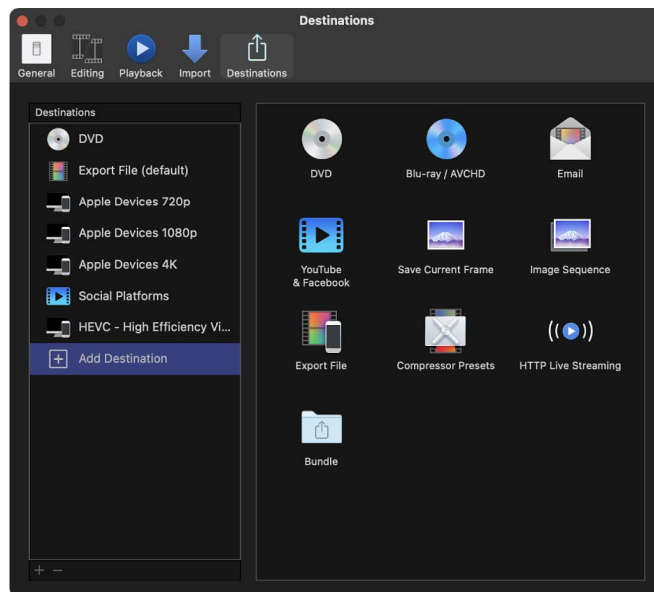 Destinations
General Editing Playback Import Destinations
Destinations
DVD
Export File (default)
Apple Devices 720p
Apple Devices 1080p
Apple Devices 4K
Social Platforms
HEVC - High Efficiency Vi...
Add Destination
DVD Blu-ray / AVCHD Email
YouTube
& Facebook
Save Current Frame Image Sequence
Export File Compressor Presets HTTP Live Streaming
Bundle